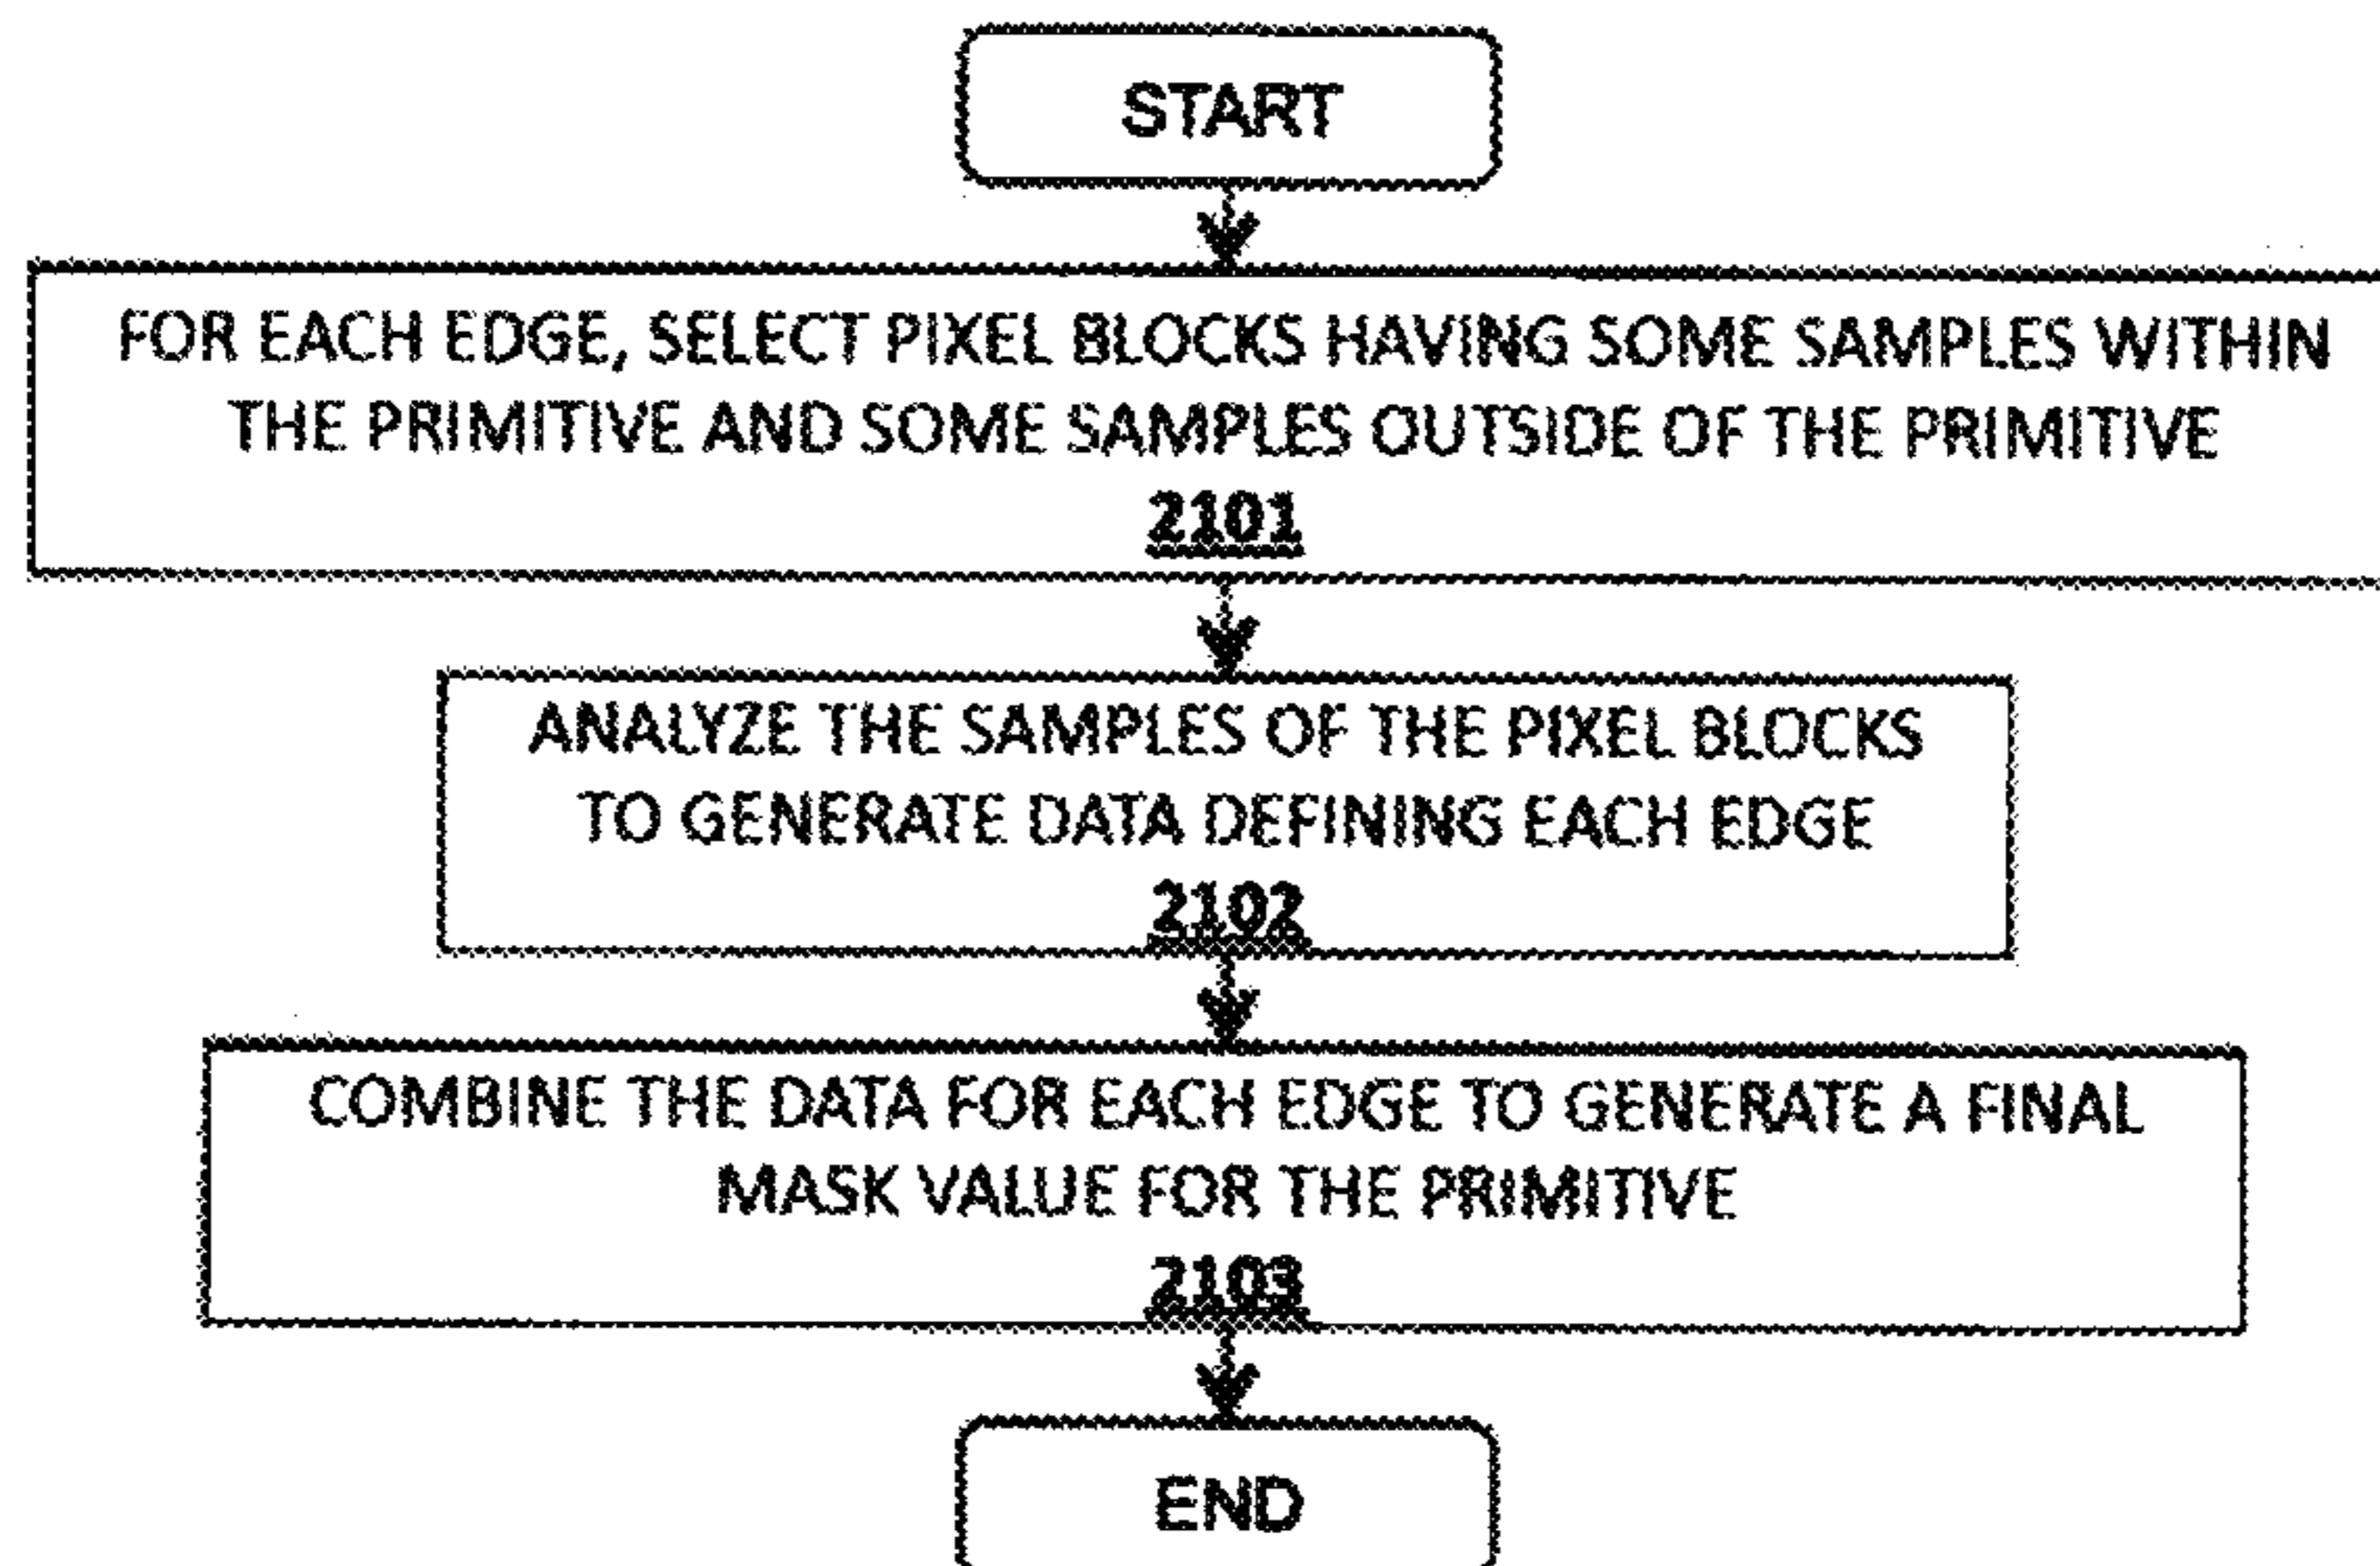 START
FOR EACH EDGE, SELECT PIXEL BLOCKS HAVING SOME SAMPLES WITHIN
THE PRIMITIVE AND SOME SAMPLES OUTSIDE OF THE PRIMITIVE
2101
ANALYZE THE SAMPLES OF THE PIXEL BLOCKS
TO GENERATE DATA DEFINING EACH EDGE
2102
COMBINE THE DATA FOR EACH EDGE TO GENERATE A FINAL
MASK VALUE FOR THE PRIMITIVE
2103
END